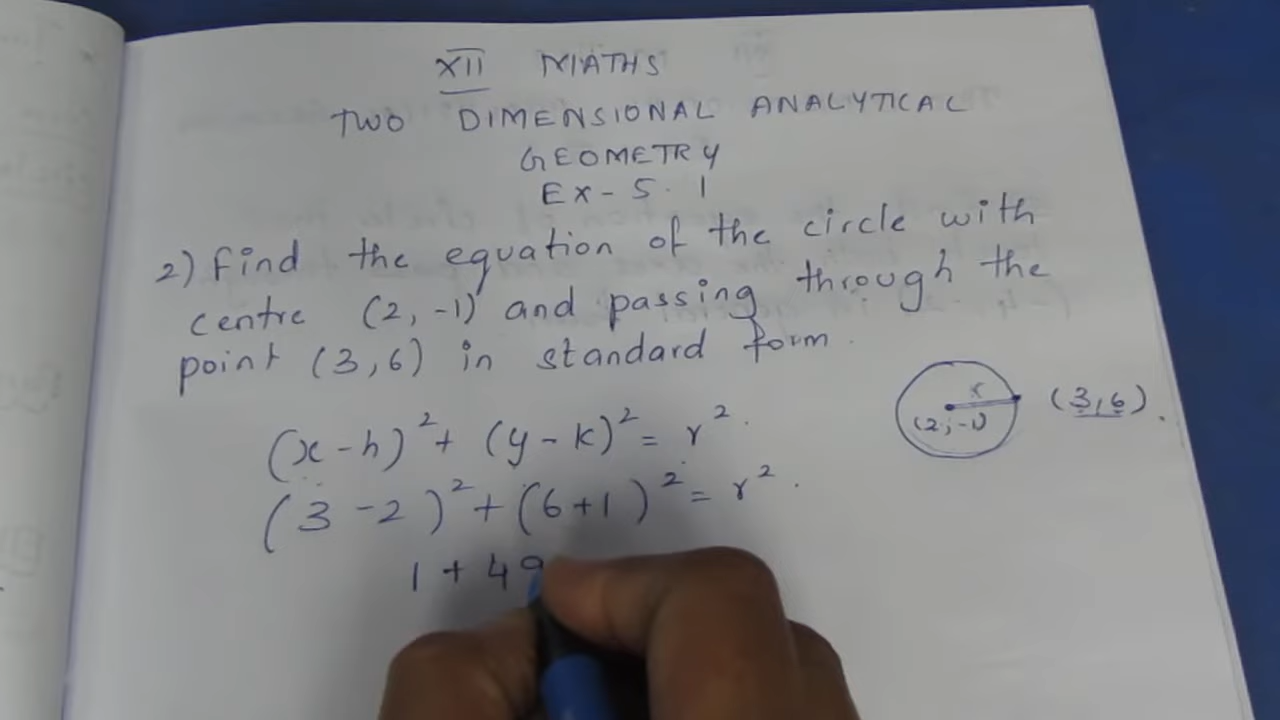 XII MATHS
TWO DIMENSIONAL ANALYTICAL
GEOMETRY
EX-5.1
2) Find the equation of the circle with
centre (2,-1) and passing through the
point (3,6) in standard form.
(x-h)²+ (y-k)²= r².
(3-2)²+(6+1)²= r².
1 + 49
r
(2,-1)
(3,6).